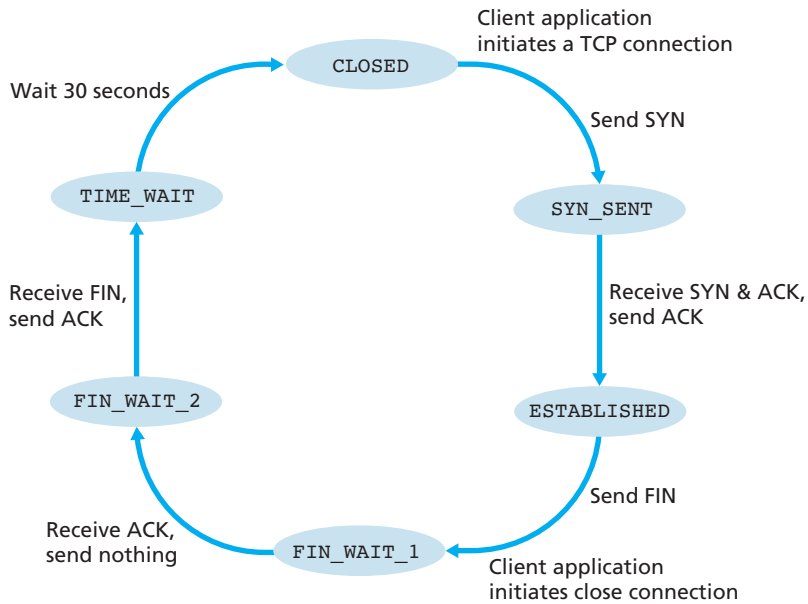 Client application
initiates a TCP connection
CLOSED
Wait 30 seconds
Send SYN
TIME_WAIT
SYN_SENT
Receive FIN,
send ACK
Receive SYN & ACK,
send ACK
FIN_WAIT_2
ESTABLISHED
Send FIN
Receive ACK,
send nothing
FIN_WAIT_1
Client application
initiates close connection